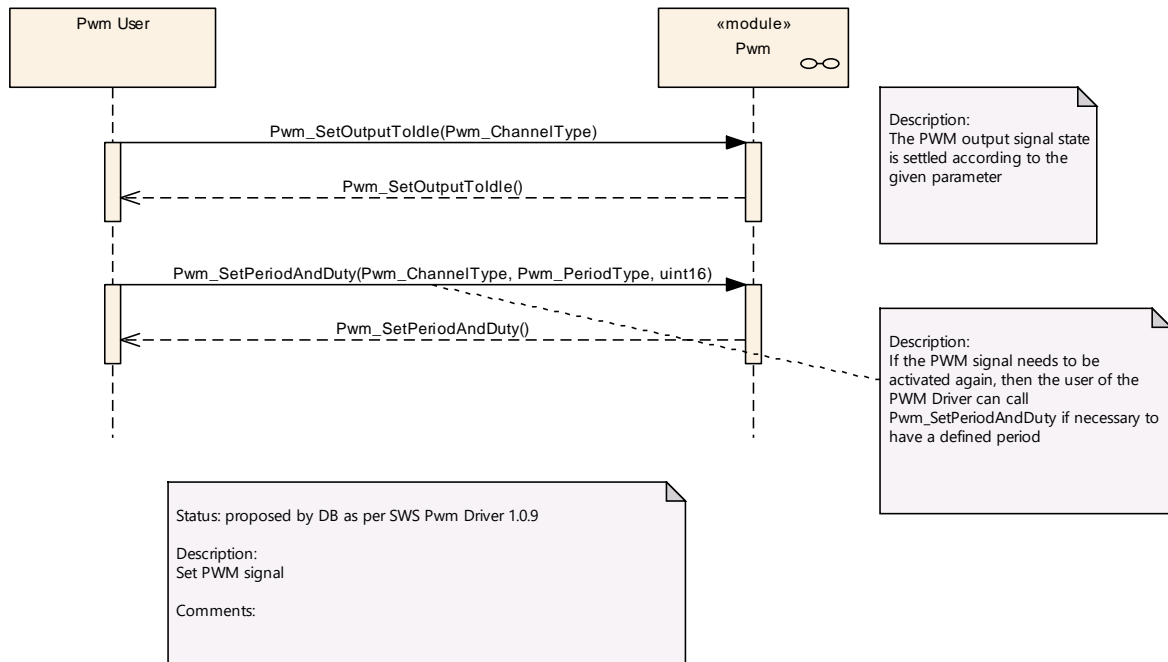 Pwm User
«module»
Pwm
Pwm_SetOutputToIdle(Pwm_ChannelType)
Pwm_SetOutputToIdle()
Pwm_SetPeriodAndDuty(Pwm_ChannelType, Pwm_PeriodType, uint16)
Pwm_SetPeriodAndDuty()
Description:
The PWM output signal state
is settled according to the
given parameter
Description:
If the PWM signal needs to be
activated again, then the user of the
PWM Driver can call
Pwm_SetPeriodAndDuty if necessary to
have a defined period
Status: proposed by DB as per SWS Pwm Driver 1.0.9
Description:
Set PWM signal
Comments: